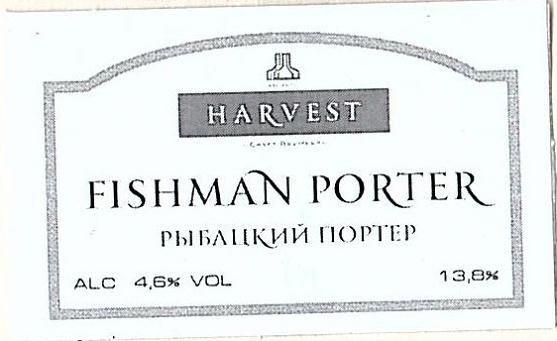 HARVEST
FISHMAN PORTER
РЫБАЦКИЙ ПОРТЕР
ALC 4,6% VOL 13,8%